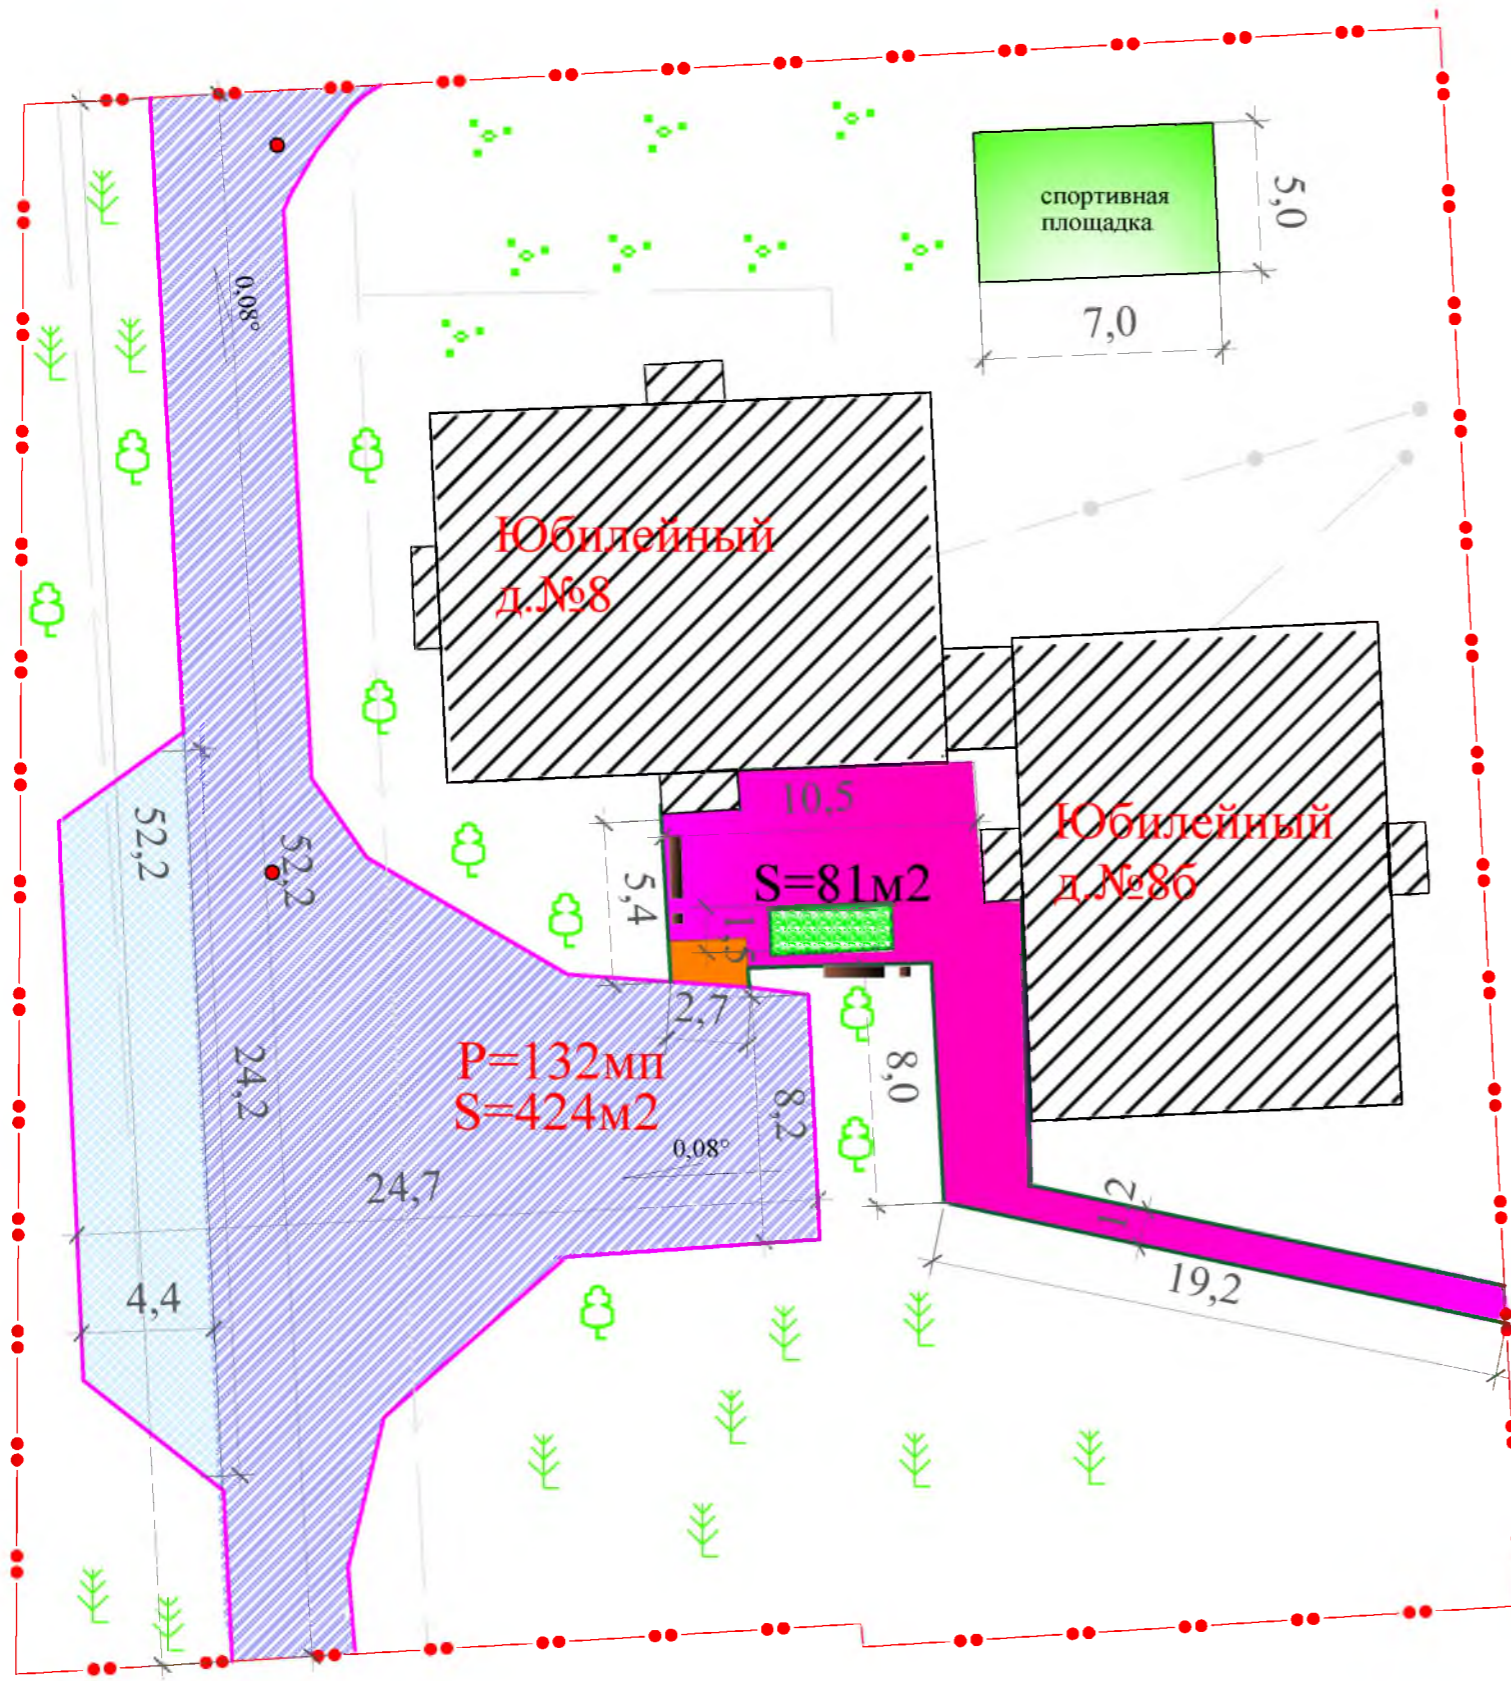 спортивная
площадка
5,0
7,0
0,08°
Юбилейный
д.№8
10,5
52,2
52,2
5,4
S=81м2
Юбилейный
д.№8б
1,5
2,7
P=132мп
S=424м2
24,2
8,2
8,0
0,08°
24,7
1 2
4,4
19,2